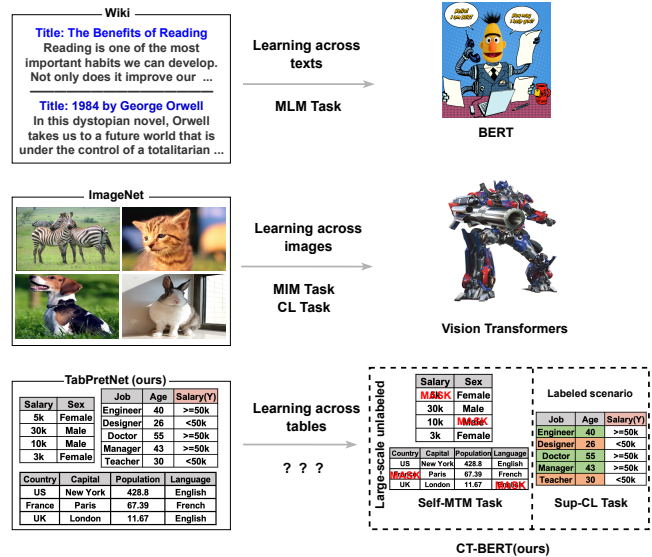 Wiki
Title: The Benefits of Reading
Reading is one of the most
important habits we can develop.
Not only does it improve our ...
Title: 1984 by George Orwell
In this dystopian novel, Orwell
takes us to a future world that is
under the control of a totalitarian ...
Learning across
texts
MLM Task
BERT
ImageNet
Learning across
images
MIM Task
CL Task
Vision Transformers
TabPretNet (ours)
Salary Sex
5k Female
30k Male
10k Male
3k Female
Job Age Salary(Y)
Engineer 40 >=50k
Designer 26 <50k
Doctor 55 >=50k
Manager 43 >=50k
Teacher 30 <50k
Country Capital Population Language
US New York 428.8 English
France Paris 67.39 French
UK London 11.67 English
Learning across
tables
? ? ?
Large-scale unlabeled
Salary Sex
MASK Female
30k Male
10k MASK
3k Female
Country Capital Population Language
US New York 428.8 English
MASK Paris 67.39 French
UK London 11.67 MASK
Self-MTM Task
Labeled scenario
Job Age Salary(Y)
Engineer 40 >=50k
Designer 26 <50k
Doctor 55 >=50k
Manager 43 >=50k
Teacher 30 <50k
Sup-CL Task
CT-BERT(ours)